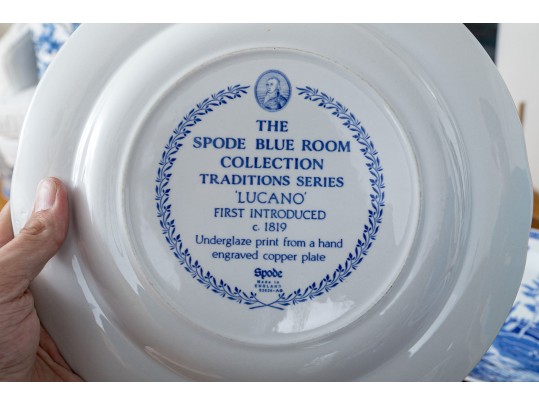 THE
SPODE BLUE ROOM
COLLECTION
TRADITIONS SERIES
'LUCANO'
FIRST INTRODUCED
c. 1819
Underglaze print from a hand
engraved copper plate
Spode
MADE IN
ENGLAND